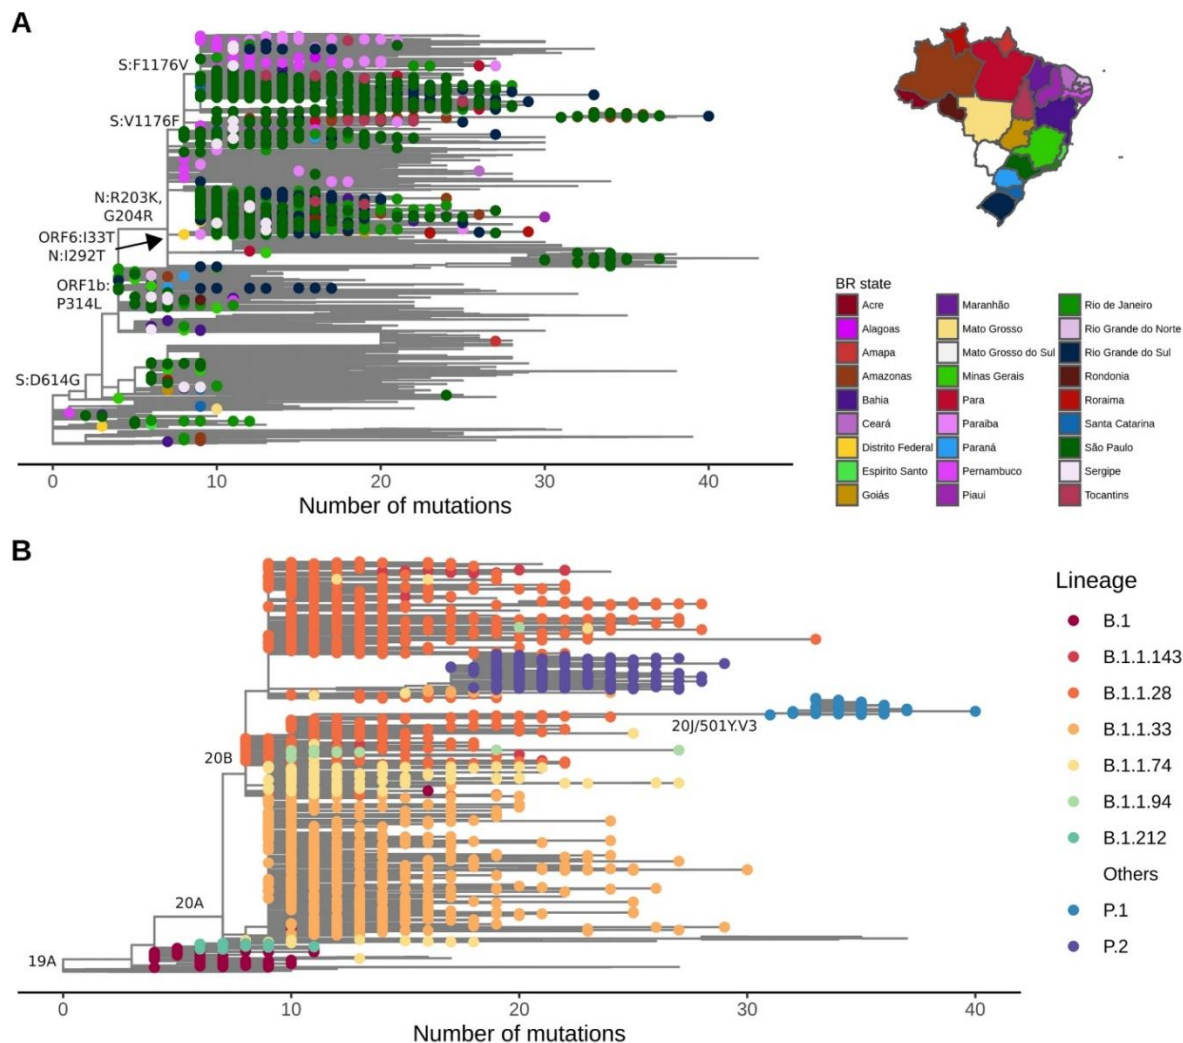 A
S:F1176V
S:V1176F
N:R203K,
G204R
ORF6:I33T
N:I292T
ORF1b:
P314L
S:D614G
0 10 20 30 40
Number of mutations
BR state
Acre Maranhão Rio de Janeiro
Alagoas Mato Grosso Rio Grande do Norte
Amapa Mato Grosso do Sul Rio Grande do Sul
Amazonas Minas Gerais Rondonia
Bahia Para Roraima
Ceará Paraiba Santa Catarina
Distrito Federal Paraná São Paulo
Espirito Santo Pernambuco Sergipe
Goiás Piaui Tocantins
B
20J/501Y.V3
20B
20A
19A
0 10 20 30 40
Number of mutations
Lineage
B.1
B.1.1.143
B.1.1.28
B.1.1.33
B.1.1.74
B.1.1.94
B.1.212
Others
P.1
P.2